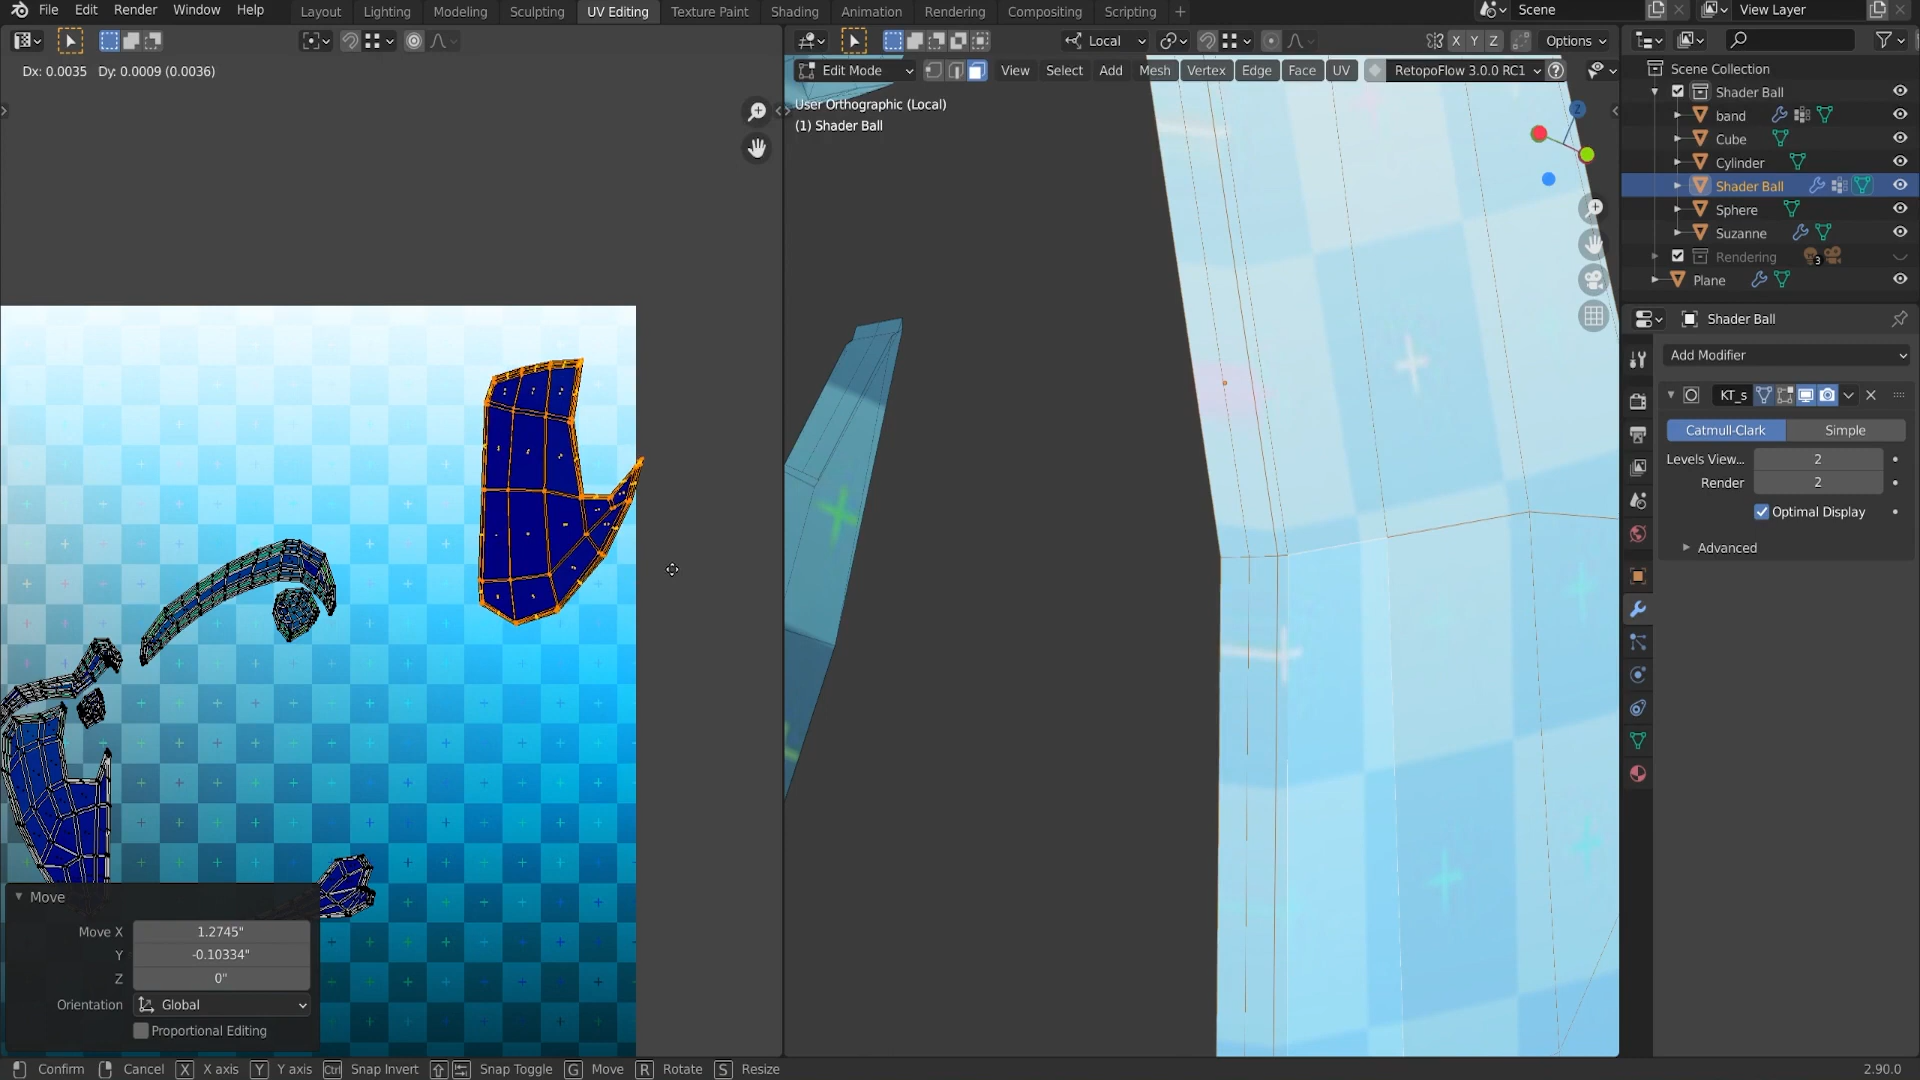 File Edit Render Window Help Layout Lighting Modeling Sculpting UV Editing Texture Paint Shading Animation Rendering Compositing Scripting + Scene View Layer
Local X Y Z Options
Dx: 0.0035 Dy: 0.0009 (0.0036)
Edit Mode View Select Add Mesh Vertex Edge Face UV RetopoFlow 3.0.0 RC1
User Orthographic (Local)
(1) Shader Ball
Z
Scene Collection
Shader Ball
band
Cube
Cylinder
Shader Ball
Sphere
Suzanne
Rendering 3
Plane
Shader Ball
Add Modifier
KT_s
Catmull-Clark Simple
Levels View... 2
Render 2
Optimal Display
Advanced
Move
Move X 1.2745"
Y -0.10334"
Z 0"
Orientation Global
Proportional Editing
Confirm Cancel X X axis Y Y axis Ctrl Snap Invert Snap Toggle G Move R Rotate S Resize 2.90.0